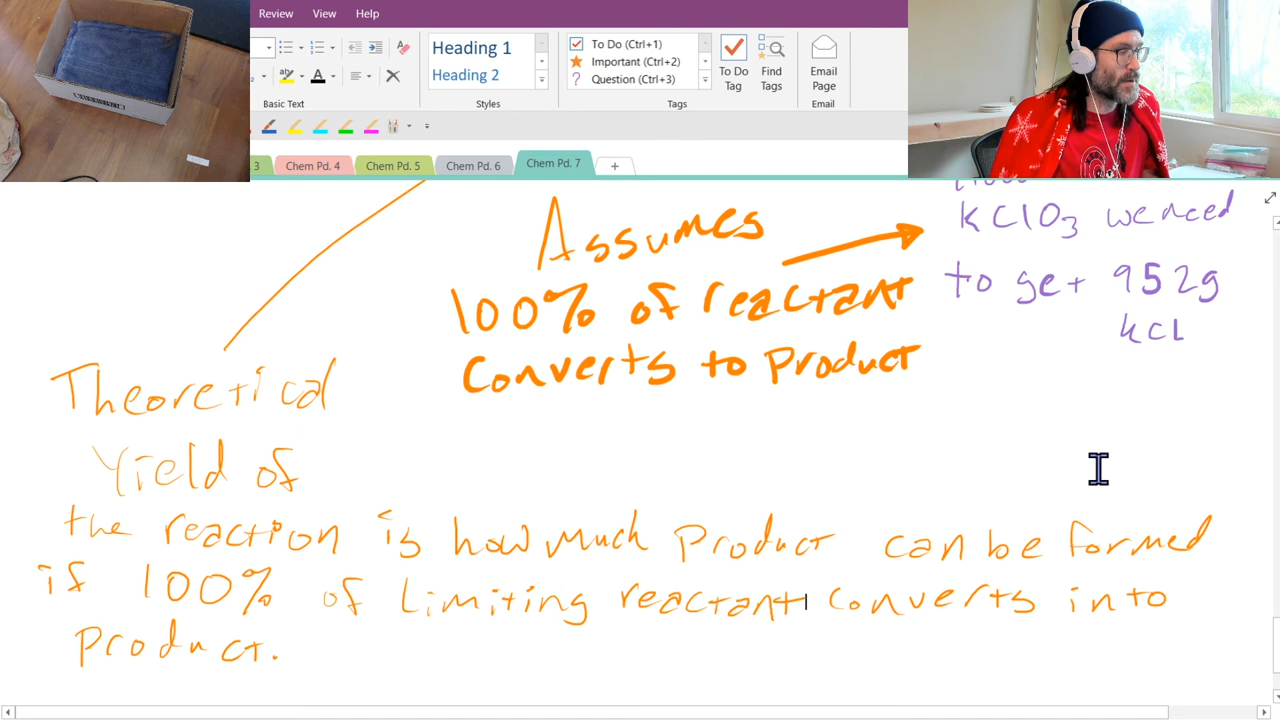 Review View Help
Heading 1
Heading 2
To Do (Ctrl+1)
Important (Ctrl+2)
Question (Ctrl+3)
To Do
Tag
Find
Tags
Email
Page
Basic Text
Styles
Tags
Email
3 Chem Pd. 4 Chem Pd. 5 Chem Pd. 6 Chem Pd. 7
Assumes
100% of reactant
Converts to Product
KClO3 we need
to get 952g
KCL
Theoretical
Yield of
the reaction is how much Product can be formed
if 100% of Limiting reactant converts into
Product.